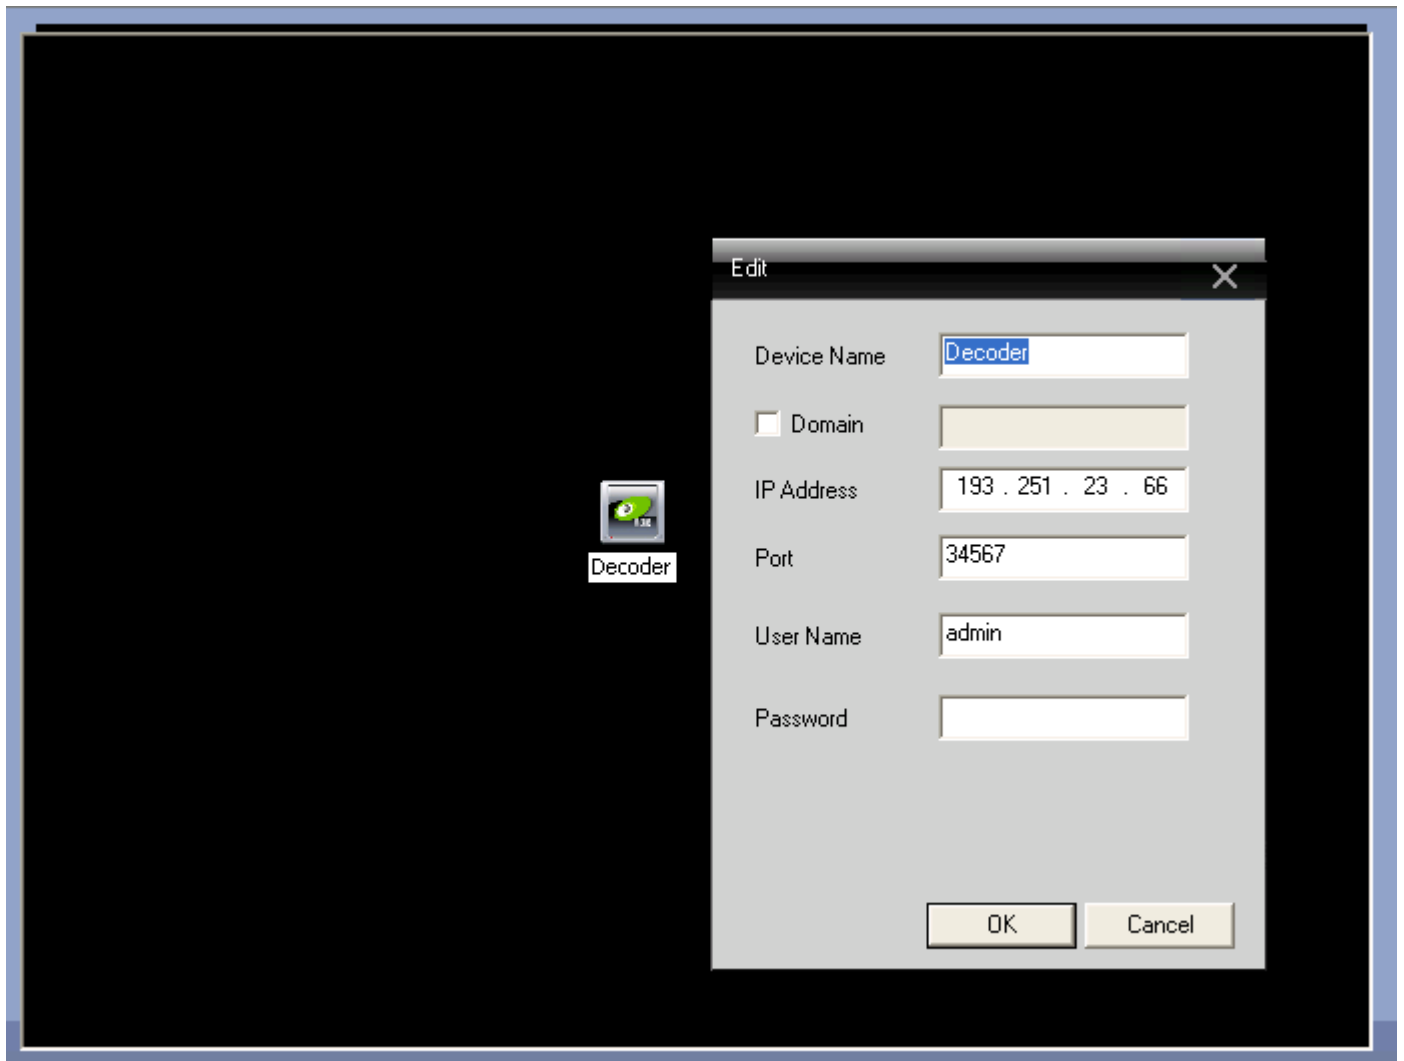 Edit
Device Name Decoder
Domain
IP Address 193 . 251 . 23 . 66
Decoder
Port 34567
User Name admin
Password
OK Cancel